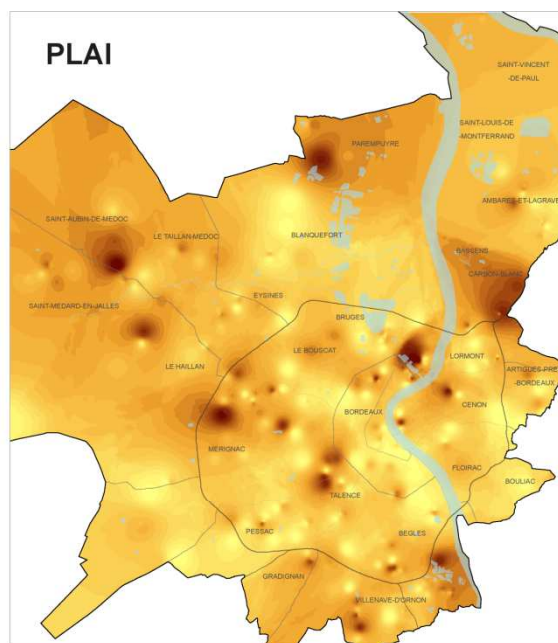 PLAI
SAINT-VINCENT
-DE-PAUL
SAINT-LOUIS-DE
-MONTFERRAND
PAREMPUYRE
AMBARES-ET-LAGRAVE
SAINT-AUBIN-DE-MEDOC
LE TAILLAN-MEDOC
BLANQUEFORT
BASSENS
CARBON-BLANC
SAINT-MEDARD-EN-JALLES
EYSINES
BRUGES
LE BOUSCAT
LORMONT
LE HAILLAN
ARTIGUES-PRES
-BORDEAUX
BORDEAUX
CENON
MERIGNAC
FLOIRAC
BOULIAC
TALENCE
PESSAC
BEGLES
GRADIGNAN
VILLENAVE-D'ORNON